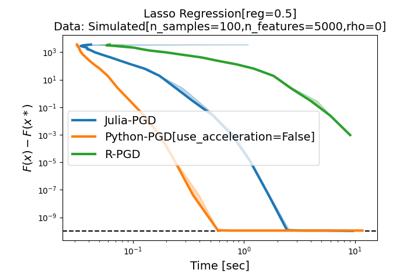 Lasso Regression[reg=0.5]
Data: Simulated[n_samples=100,n_features=5000,rho=0]
F(x) − F(x*)
10³
10¹
10⁻¹
10⁻³
10⁻⁵
10⁻⁷
10⁻⁹
Julia-PGD
Python-PGD[use_acceleration=False]
R-PGD
10⁻¹ 10⁰ 10¹
Time [sec]